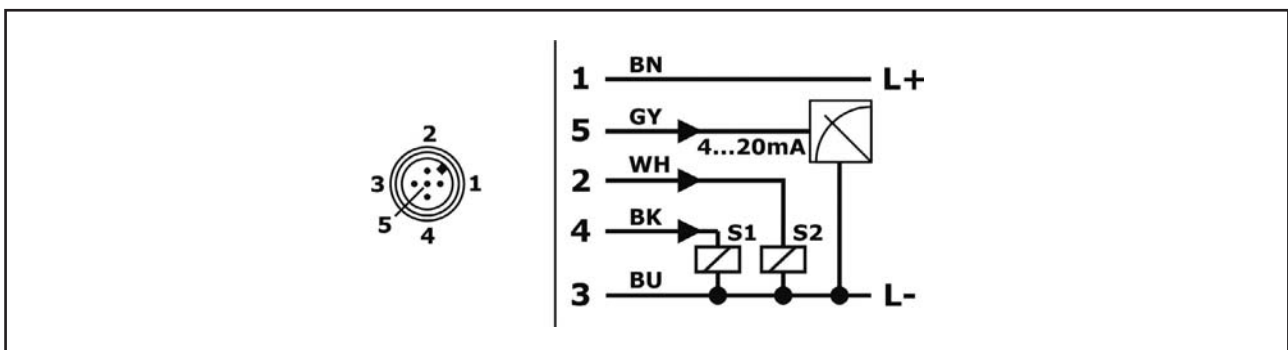 2
3 1
5
4
1 BN L+
5 GY
4...20mA
2 WH
4 BK S1 S2
3 BU L-